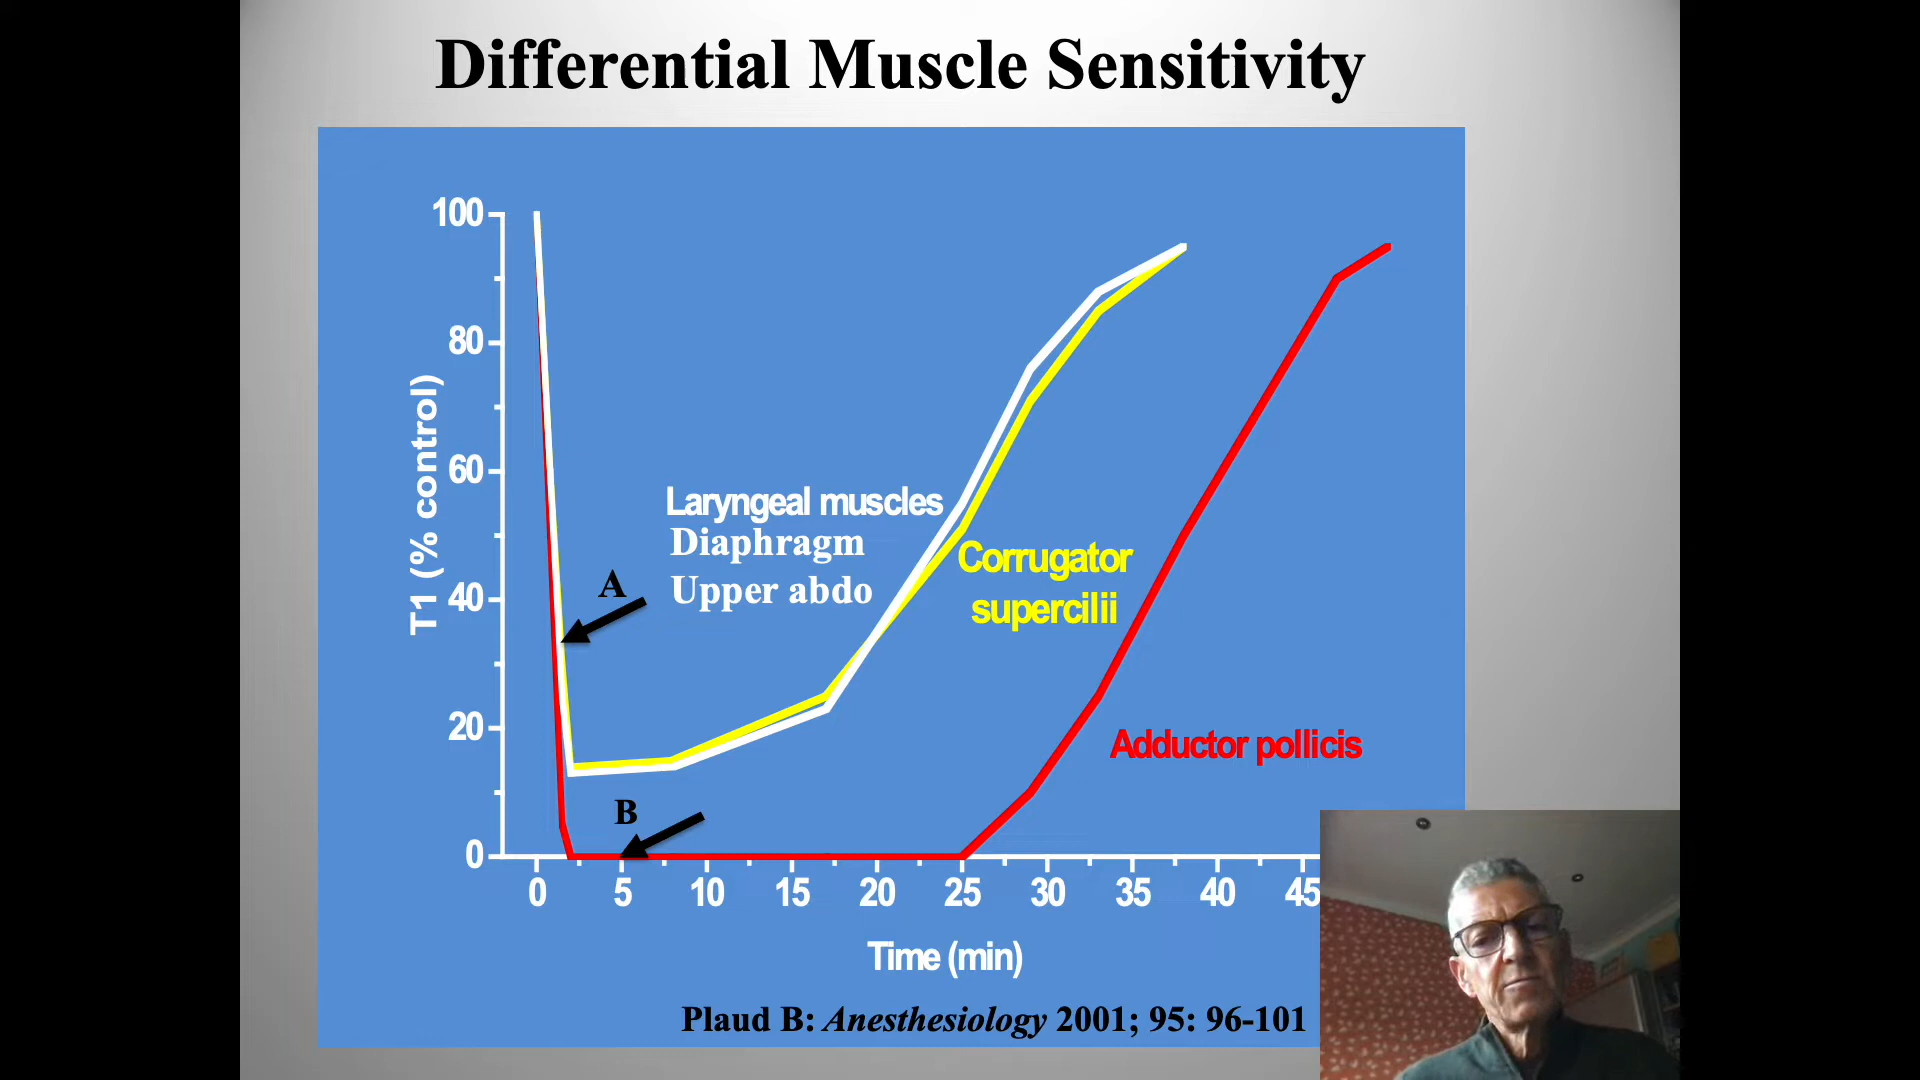 Differential Muscle Sensitivity
100
80
60
40
20
0
T1 (% control)
A
B
Laryngeal muscles
Diaphragm
Upper abdo
Corrugator
supercilii
Adductor pollicis
0 5 10 15 20 25 30 35 40 45
Time (min)
Plaud B: Anesthesiology 2001; 95: 96-101